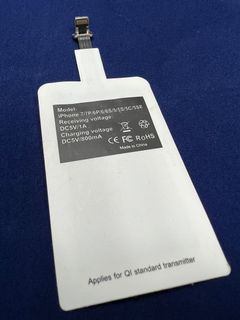 Model:
iPhone 7/7P/6P/6/6S/5/5S/5C/5SE
Receiving voltage:
DC5V/1A
Charging voltage
DC5V/800mA
CE FC RoHS
Made in China
Applies for QI standard transmitter